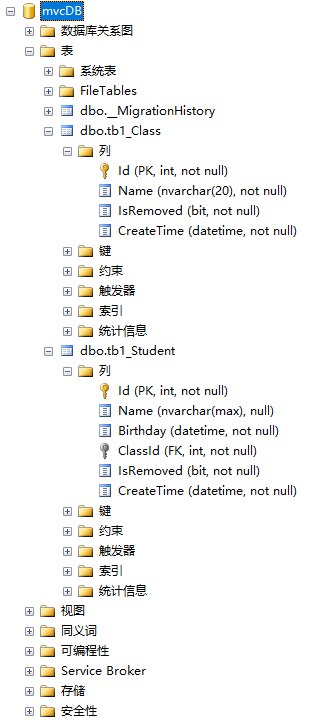 mvcDB
数据库关系图
表
系统表
FileTables
dbo.__MigrationHistory
dbo.tb1_Class
列
Id (PK, int, not null)
Name (nvarchar(20), not null)
IsRemoved (bit, not null)
CreateTime (datetime, not null)
键
约束
触发器
索引
统计信息
dbo.tb1_Student
列
Id (PK, int, not null)
Name (nvarchar(max), null)
Birthday (datetime, not null)
ClassId (FK, int, not null)
IsRemoved (bit, not null)
CreateTime (datetime, not null)
键
约束
触发器
索引
统计信息
视图
同义词
可编程性
Service Broker
存储
安全性